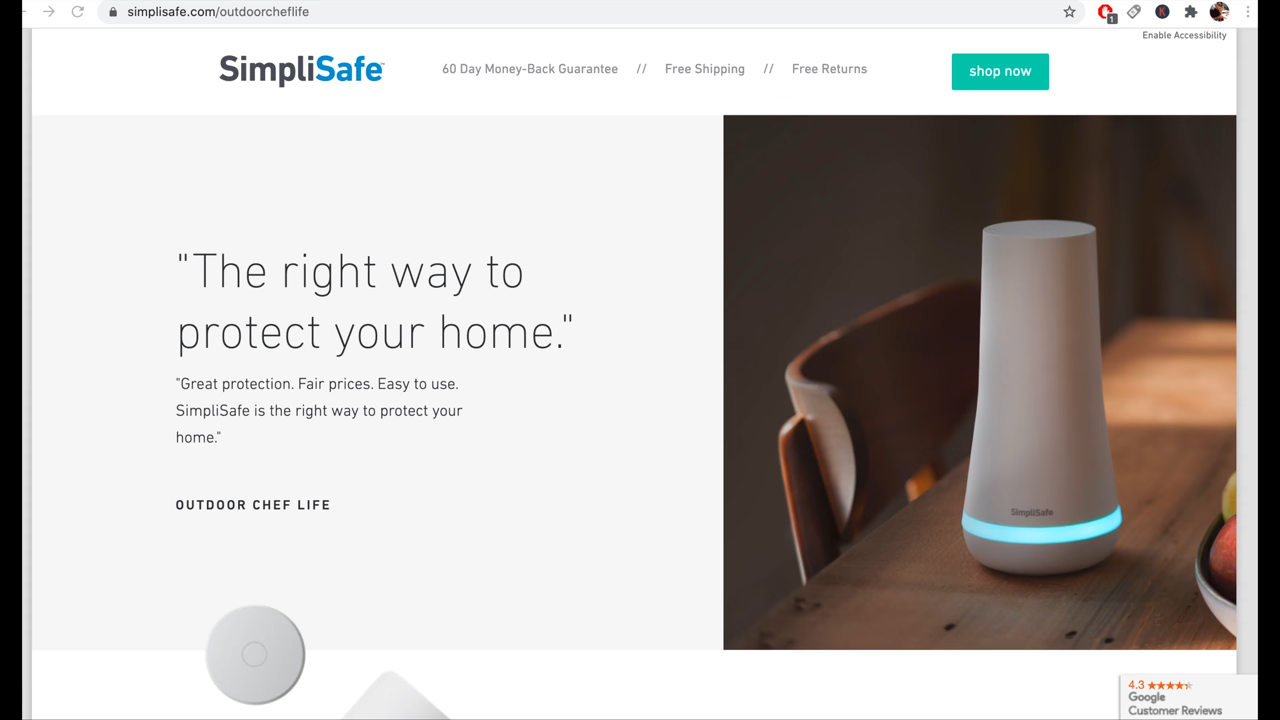 simplisafe.com/outdoorcheflife
1
K
Enable Accessibility
SimpliSafe™
60 Day Money-Back Guarantee // Free Shipping // Free Returns
shop now
"The right way to
protect your home."
"Great protection. Fair prices. Easy to use.
SimpliSafe is the right way to protect your
home."
OUTDOOR CHEF LIFE
SimpliSafe
4.3
Google
Customer Reviews